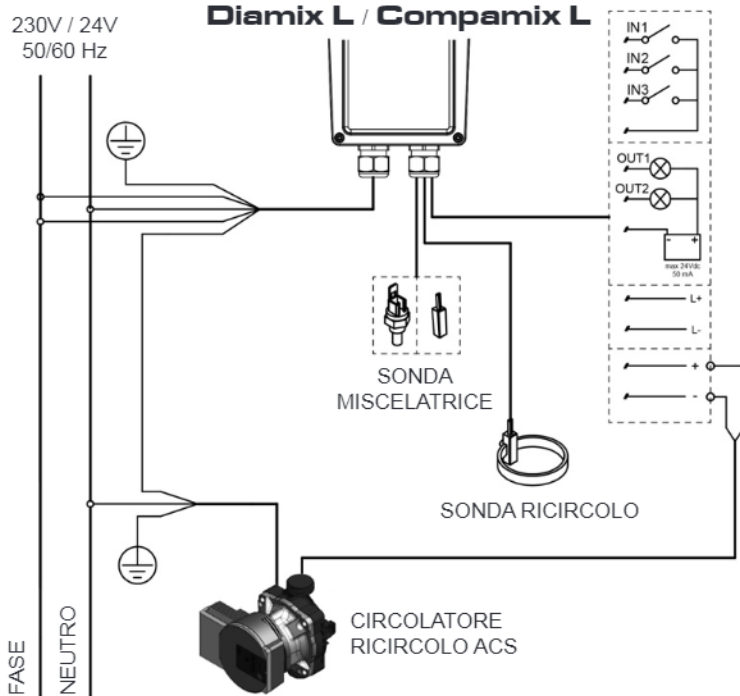 Diamix L / Compamix L
230V / 24V
50/60 Hz
IN1
IN2
IN3
OUT1
OUT2
- +
max 24Vdc
50 mA
L+
L-
+
-
SONDA
MISCELATRICE
SONDA RICIRCOLO
CIRCOLATORE
RICIRCOLO ACS
FASE
NEUTRO